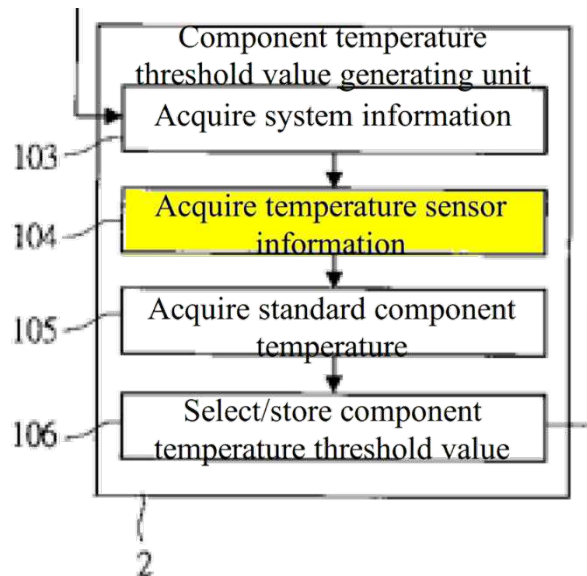 Component temperature
threshold value generating unit
Acquire system information
103
Acquire temperature sensor
information
104
Acquire standard component
temperature
105
Select/store component
temperature threshold value
106
2